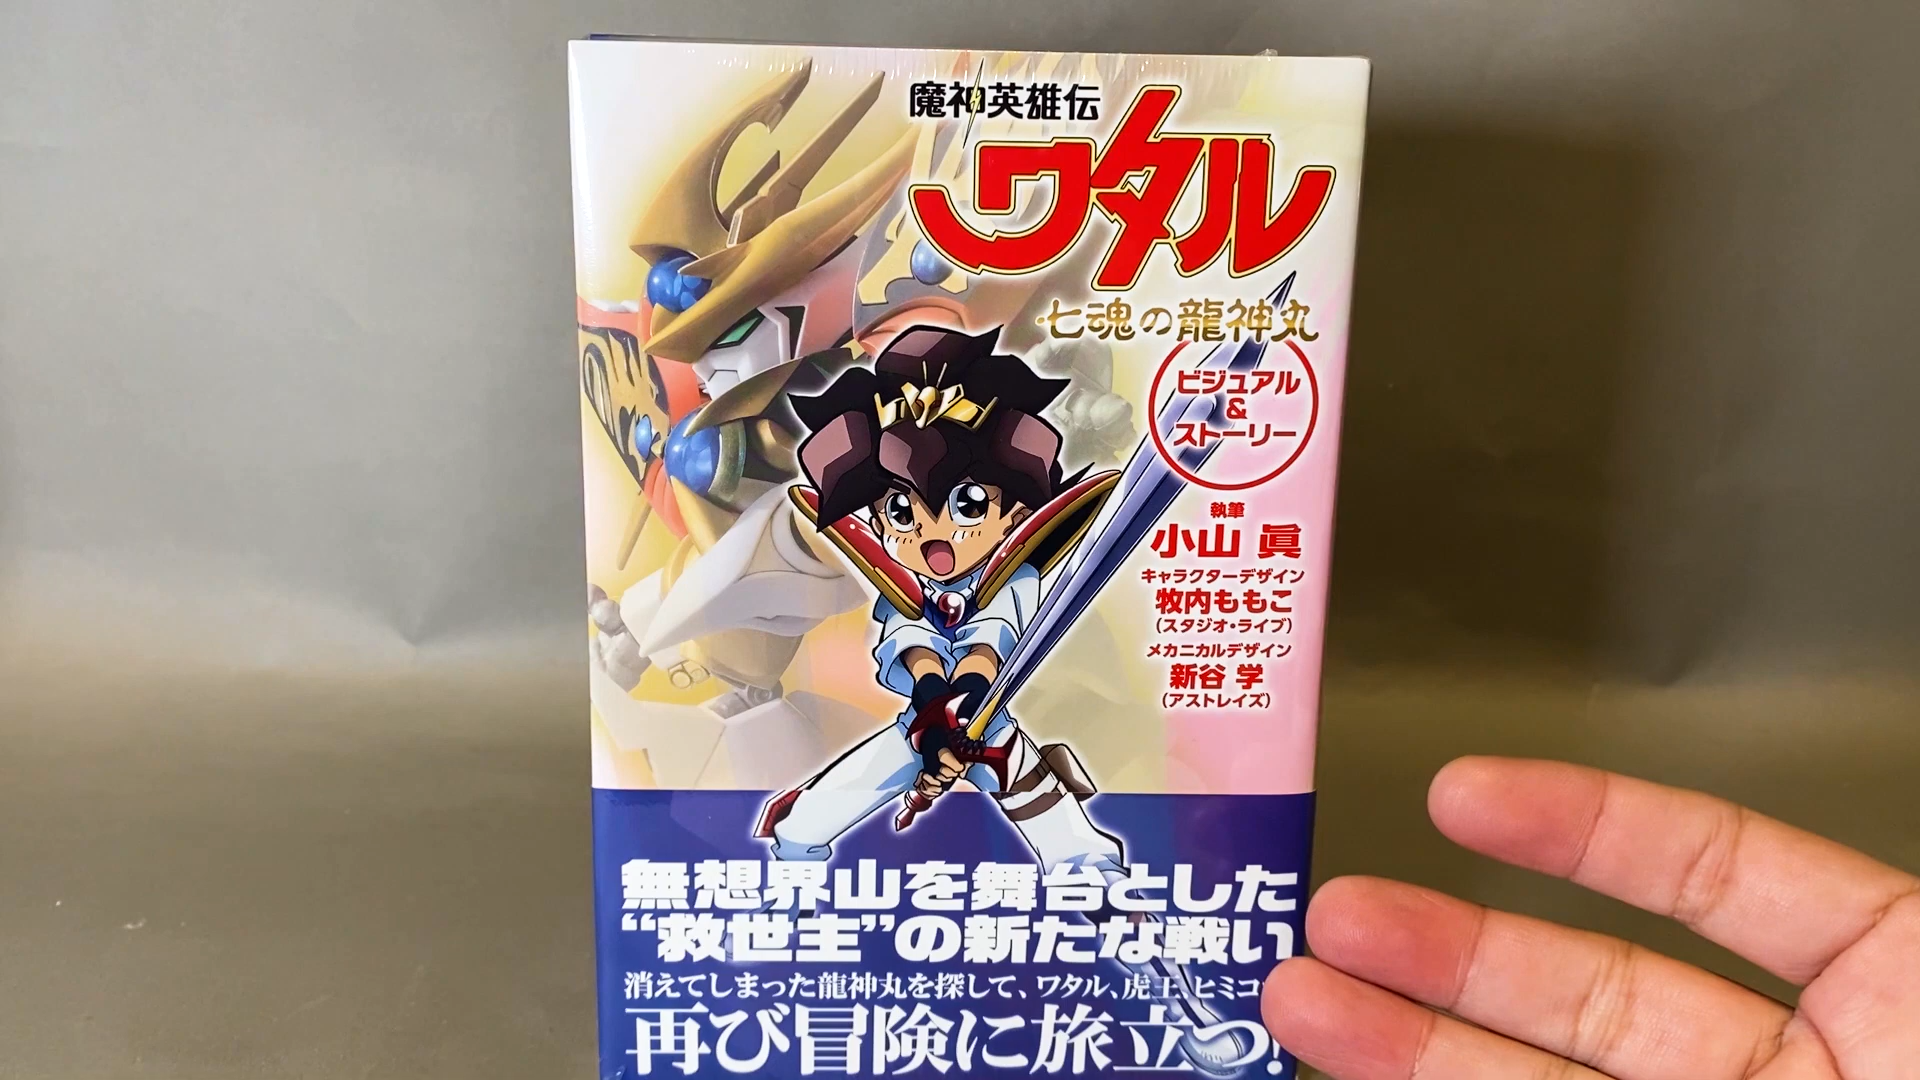 魔神英雄伝
ワタル
七魂の龍神丸
ビジュアル
&
ストーリー
執筆
小山 眞
キャラクターデザイン
牧内ももこ
(スタジオ・ライブ)
メカニカルデザイン
新谷 学
(アストレイズ)
無想界山を舞台とした
“救世主”の新たな戦い
消えてしまった龍神丸を探して、ワタル、虎王、ヒミコ
再び冒険に旅立つ!